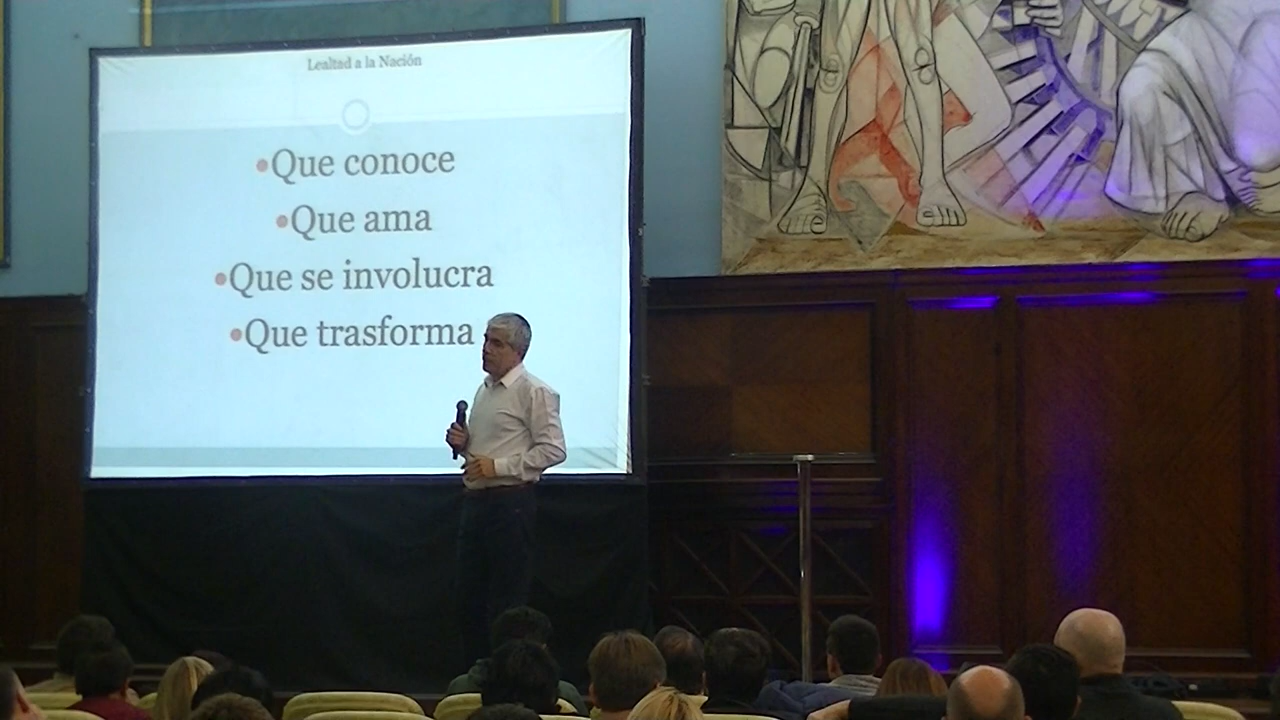 Lealtad a la Nación
•Que conoce
•Que ama
•Que se involucra
•Que trasforma